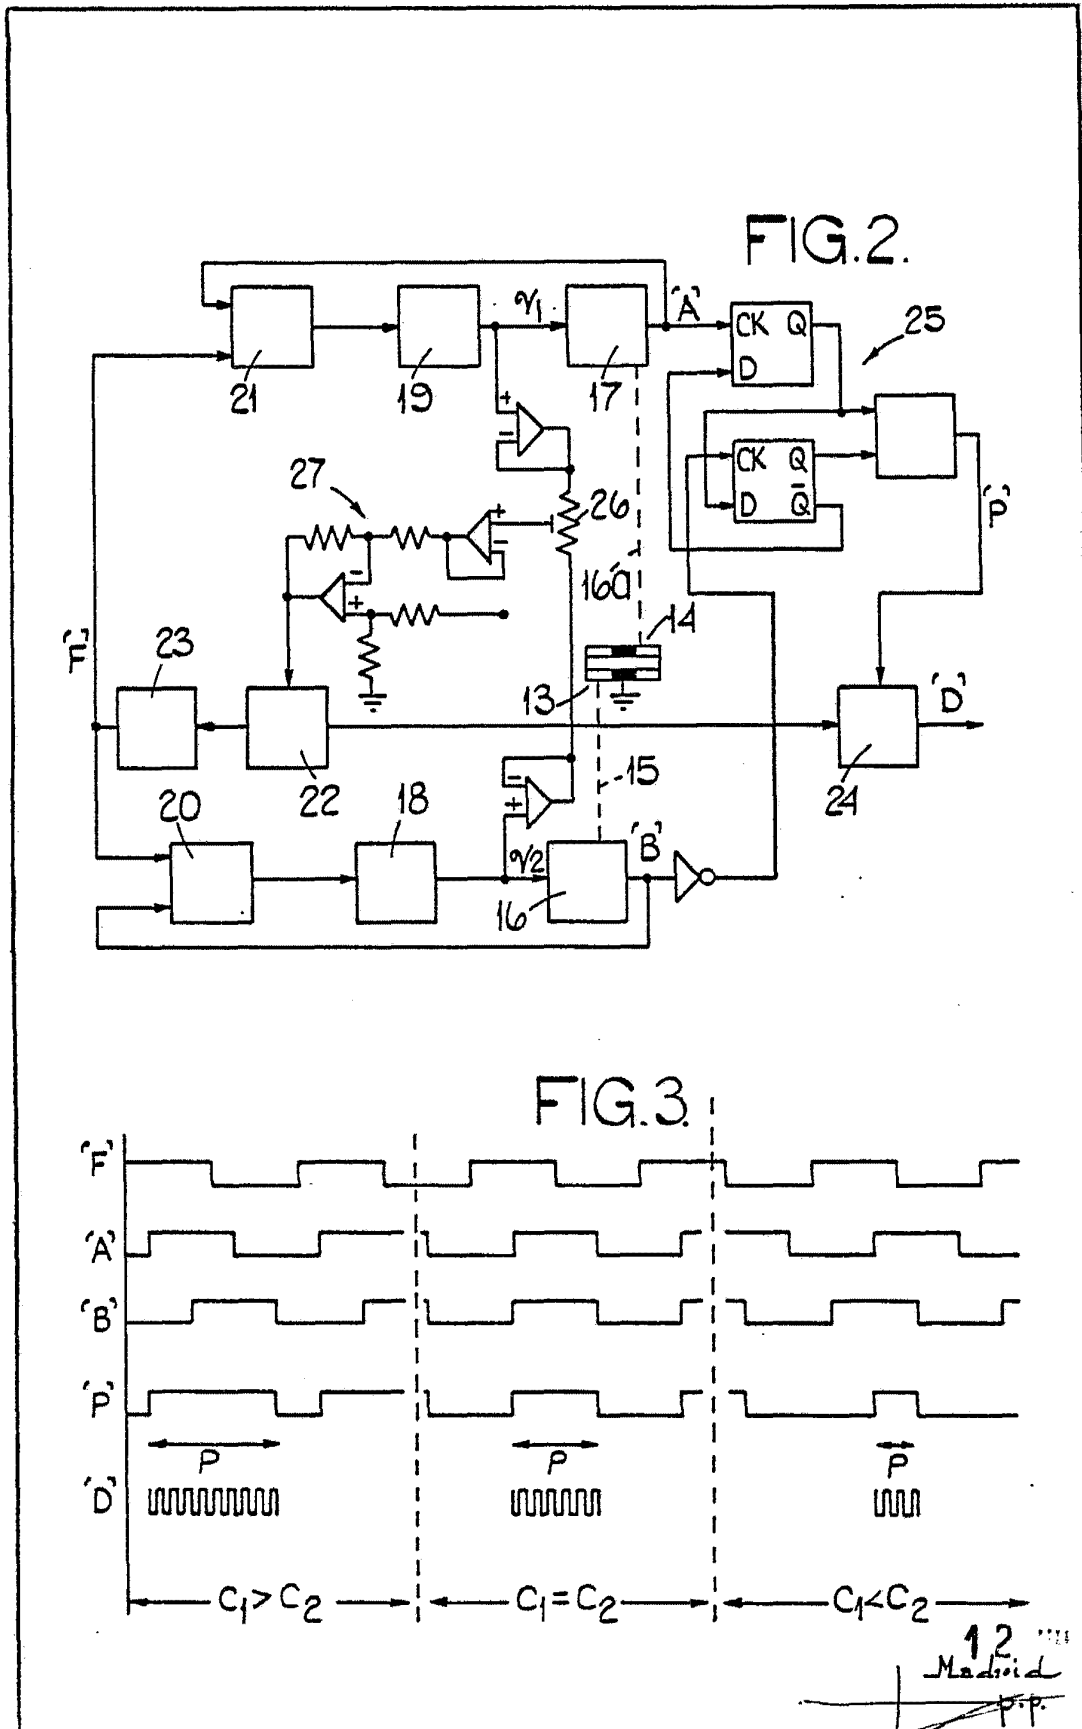 FIG.2.
'A'
V1
CK Q
D
25
21
19
17
+
-
CK Q
D Q̅
'P'
27
26
+
-
16a
14
-
+
'F'
23
13
'D'
22
15
24
20
18
-
+
V2
'B'
16
FIG.3.
'F'
'A'
'B'
'P'
P
P
P
'D'
C1>C2
C1=C2
C1<C2
12
Madrid
p.p.